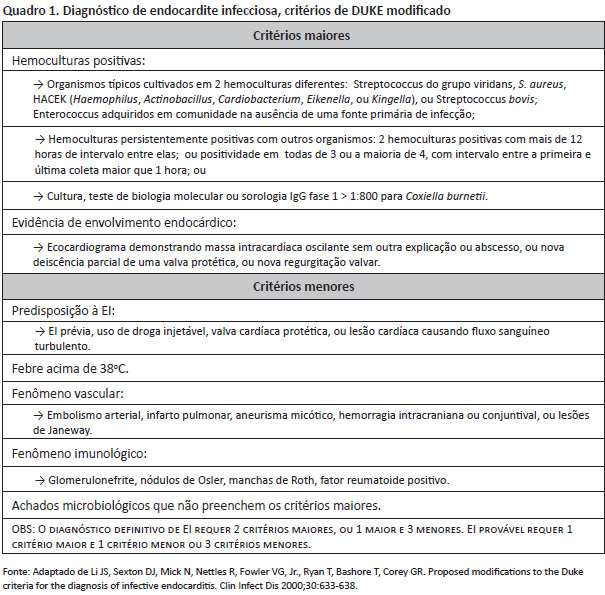 Quadro 1. Diagnóstico de endocardite infecciosa, critérios de DUKE modificado
Critérios maiores
Hemoculturas positivas:
→ Organismos típicos cultivados em 2 hemoculturas diferentes: Streptococcus do grupo viridans, S. aureus,
HACEK (Haemophilus, Actinobacillus, Cardiobacterium, Eikenella, ou Kingella), ou Streptococcus bovis;
Enterococcus adquiridos em comunidade na ausência de uma fonte primária de infecção;
→ Hemoculturas persistentemente positivas com outros organismos: 2 hemoculturas positivas com mais de 12
horas de intervalo entre elas; ou positividade em todas de 3 ou a maioria de 4, com intervalo entre a primeira e
última coleta maior que 1 hora; ou
→ Cultura, teste de biologia molecular ou sorologia IgG fase 1 > 1:800 para Coxiella burnetii.
Evidência de envolvimento endocárdico:
→ Ecocardiograma demonstrando massa intracardíaca oscilante sem outra explicação ou abscesso, ou nova
deiscência parcial de uma valva protética, ou nova regurgitação valvar.
Critérios menores
Predisposição à EI:
→ EI prévia, uso de droga injetável, valva cardíaca protética, ou lesão cardíaca causando fluxo sanguíneo
turbulento.
Febre acima de 38ºC.
Fenômeno vascular:
→ Embolismo arterial, infarto pulmonar, aneurisma micótico, hemorragia intracraniana ou conjuntival, ou lesões
de Janeway.
Fenômeno imunológico:
→ Glomerulonefrite, nódulos de Osler, manchas de Roth, fator reumatoide positivo.
Achados microbiológicos que não preenchem os critérios maiores.
OBS: O DIAGNÓSTICO DEFINITIVO DE EI REQUER 2 CRITÉRIOS MAIORES, OU 1 MAIOR E 3 MENORES. EI PROVÁVEL REQUER 1
CRITÉRIO MAIOR E 1 CRITÉRIO MENOR OU 3 CRITÉRIOS MENORES.
Fonte: Adaptado de Li JS, Sexton DJ, Mick N, Nettles R, Fowler VG, Jr., Ryan T, Bashore T, Corey GR. Proposed modifications to the Duke
criteria for the diagnosis of infective endocarditis. Clin Infect Dis 2000;30:633-638.